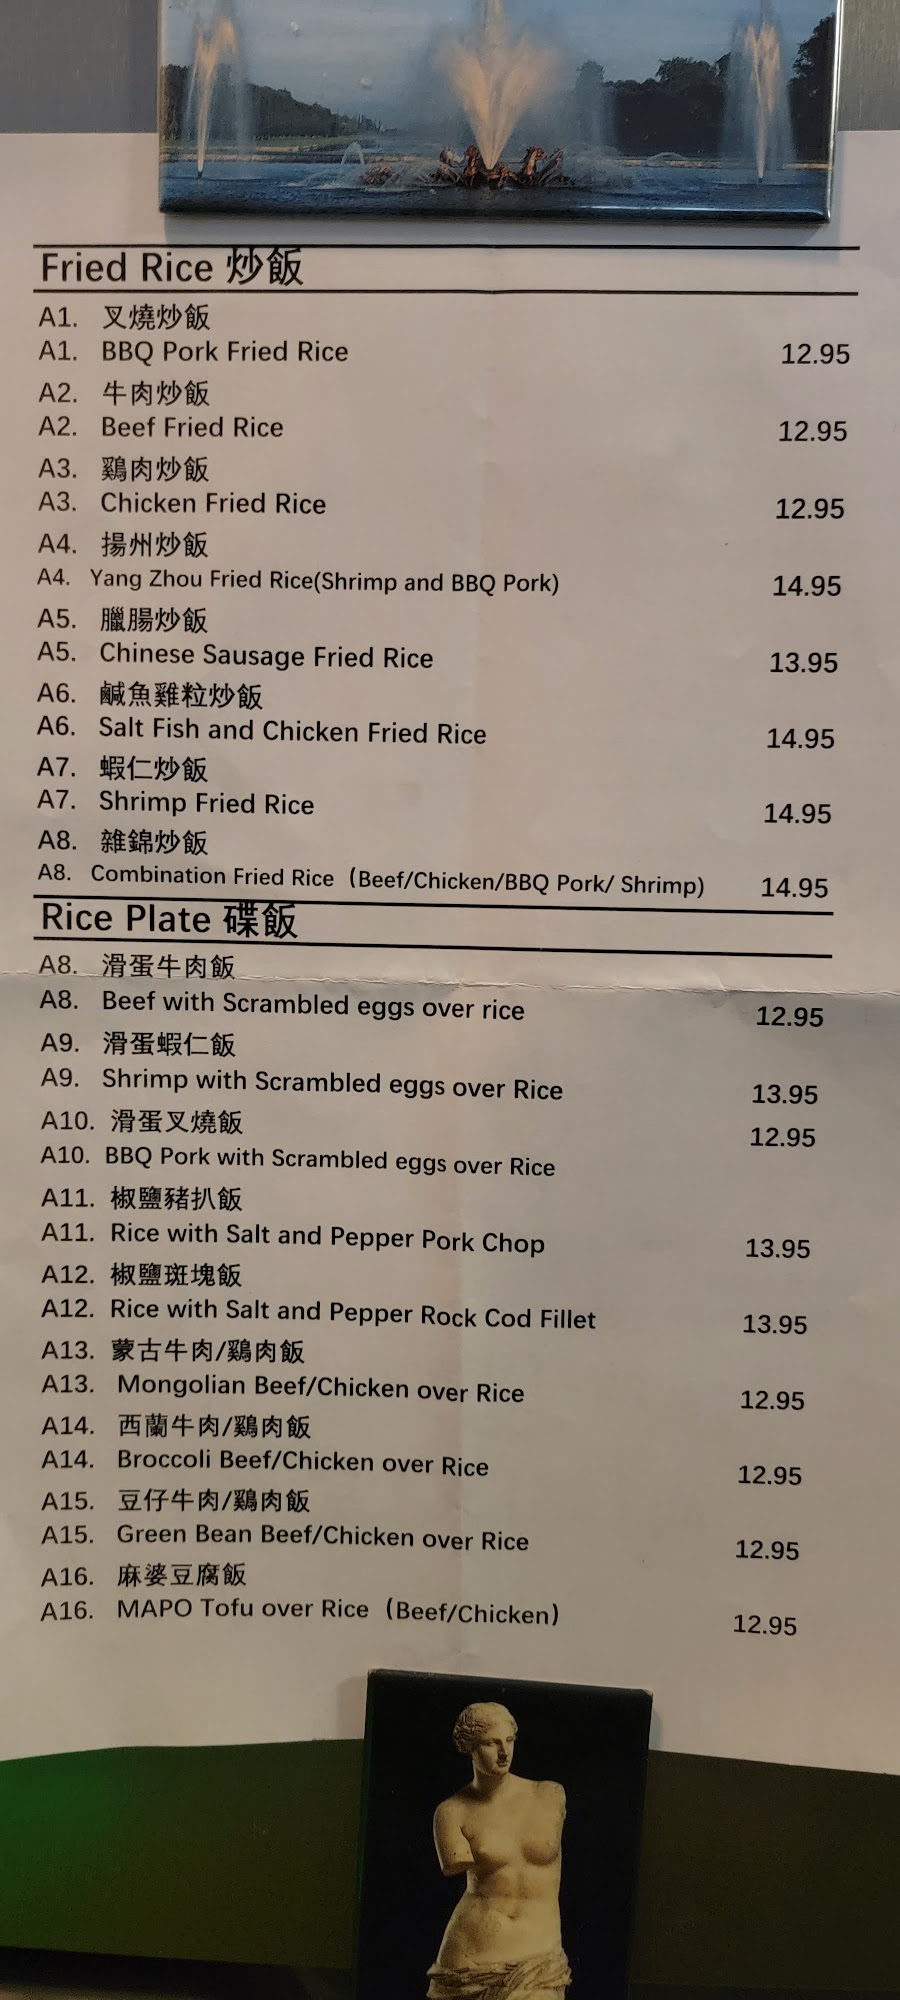 Fried Rice 炒飯
A1. 叉燒炒飯
A1. BBQ Pork Fried Rice 12.95
A2. 牛肉炒飯
A2. Beef Fried Rice 12.95
A3. 鷄肉炒飯
A3. Chicken Fried Rice 12.95
A4. 揚州炒飯
A4. Yang Zhou Fried Rice(Shrimp and BBQ Pork) 14.95
A5. 臘腸炒飯
A5. Chinese Sausage Fried Rice 13.95
A6. 鹹魚雞粒炒飯
A6. Salt Fish and Chicken Fried Rice 14.95
A7. 蝦仁炒飯
A7. Shrimp Fried Rice 14.95
A8. 雜錦炒飯
A8. Combination Fried Rice（Beef/Chicken/BBQ Pork/ Shrimp) 14.95
Rice Plate 碟飯
A8. 滑蛋牛肉飯
A8. Beef with Scrambled eggs over rice 12.95
A9. 滑蛋蝦仁飯
A9. Shrimp with Scrambled eggs over Rice 13.95
A10. 滑蛋叉燒飯 12.95
A10. BBQ Pork with Scrambled eggs over Rice
A11. 椒鹽豬扒飯
A11. Rice with Salt and Pepper Pork Chop 13.95
A12. 椒鹽斑塊飯
A12. Rice with Salt and Pepper Rock Cod Fillet 13.95
A13. 蒙古牛肉/鷄肉飯
A13. Mongolian Beef/Chicken over Rice 12.95
A14. 西蘭牛肉/鷄肉飯
A14. Broccoli Beef/Chicken over Rice 12.95
A15. 豆仔牛肉/鷄肉飯
A15. Green Bean Beef/Chicken over Rice 12.95
A16. 麻婆豆腐飯
A16. MAPO Tofu over Rice（Beef/Chicken） 12.95